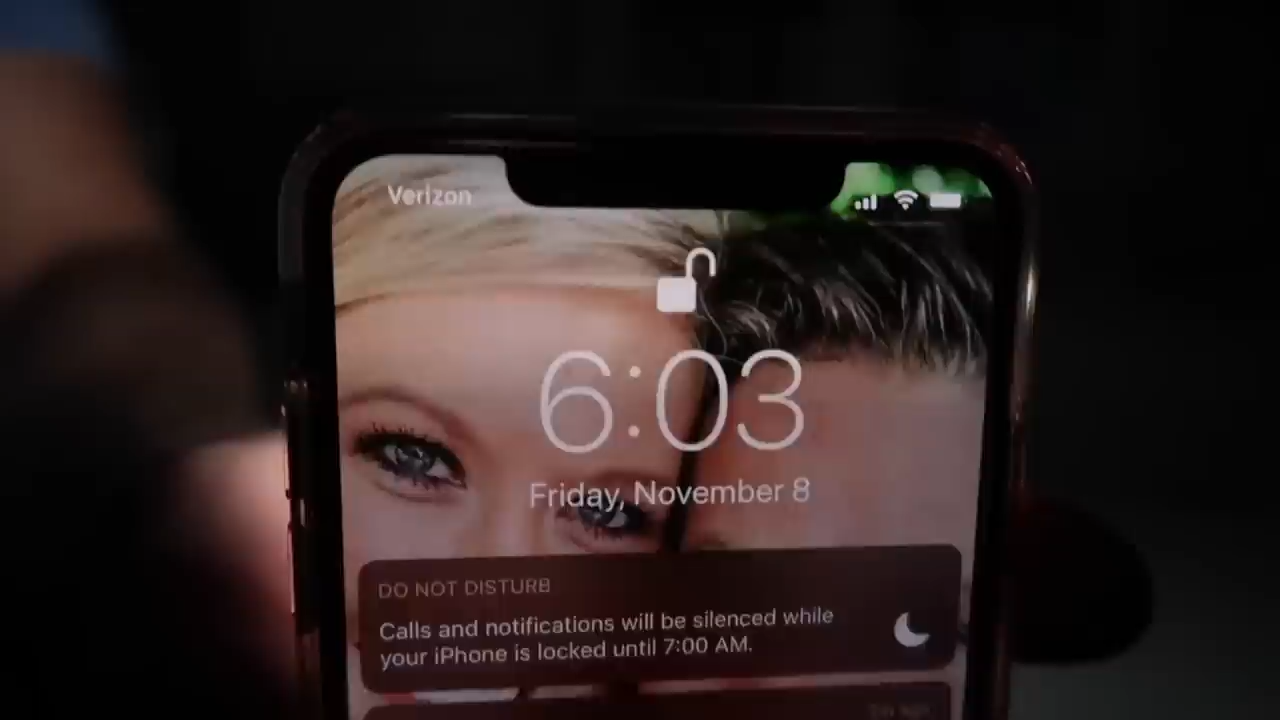 Verizon
6:03
Friday, November 8
DO NOT DISTURB
Calls and notifications will be silenced while
your iPhone is locked until 7:00 AM.